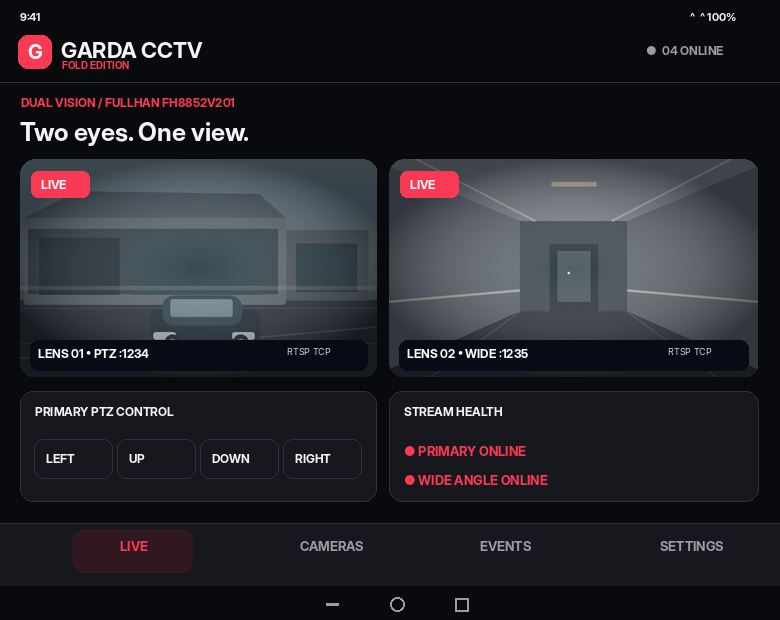 9:41
^ ^ 100%
G
GARDA CCTV
FOLD EDITION
04 ONLINE
DUAL VISION / FULLHAN FH8852V201
Two eyes. One view.
LIVE
LIVE
LENS 01 • PTZ :1234
RTSP TCP
LENS 02 • WIDE :1235
RTSP TCP
PRIMARY PTZ CONTROL
LEFT
UP
DOWN
RIGHT
STREAM HEALTH
PRIMARY ONLINE
WIDE ANGLE ONLINE
LIVE
CAMERAS
EVENTS
SETTINGS